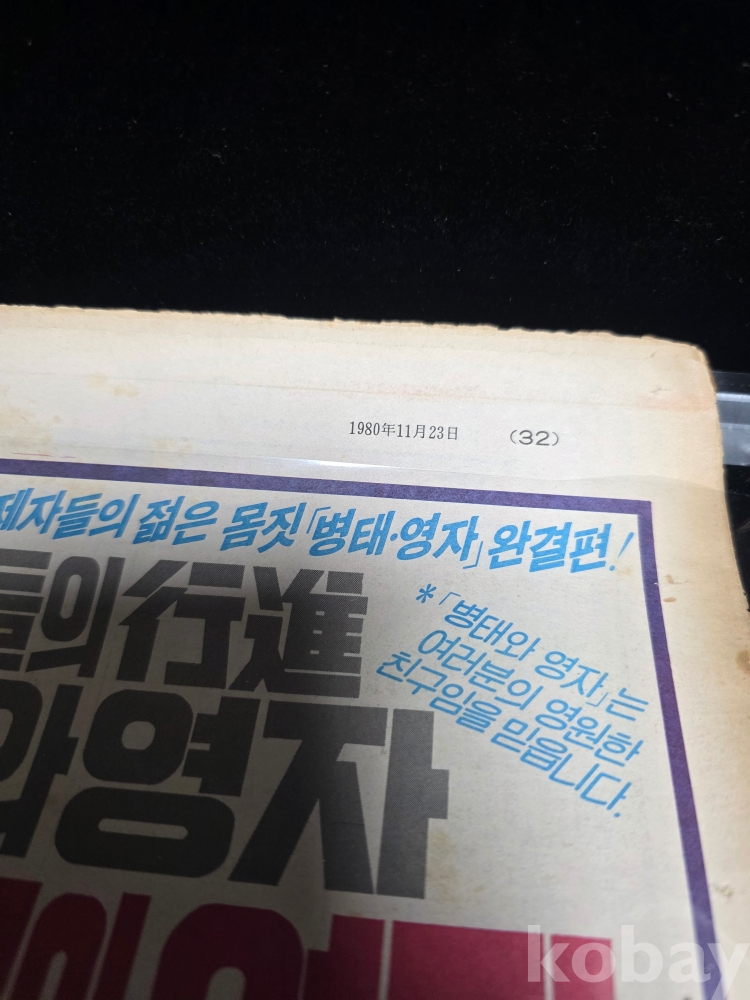 1980年11月23日 (32)
제자들의 젊은 몸짓「병태·영자」완결편!
*「병태와 영자」는
여러분의 영원한
친구임을 믿읍니다.
들의行進
와영자
kobay